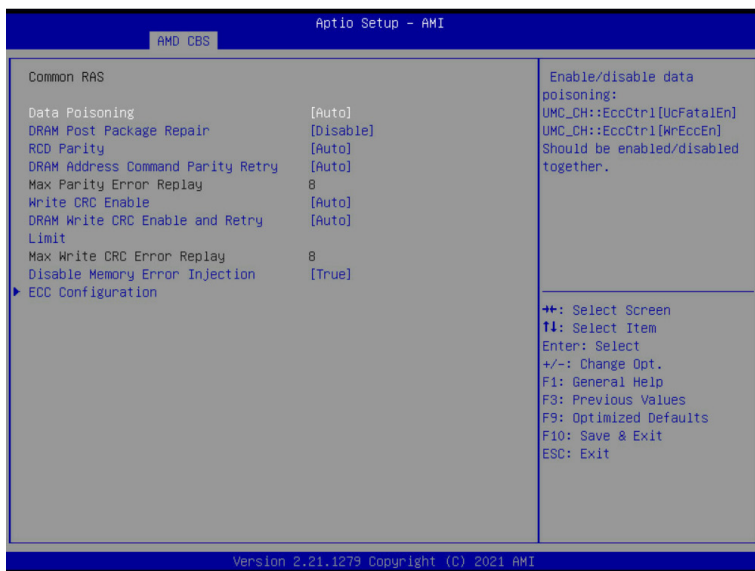 Aptio Setup - AMI
AMD CBS
Common RAS
Data Poisoning [Auto]
DRAM Post Package Repair [Disable]
RCD Parity [Auto]
DRAM Address Command Parity Retry [Auto]
Max Parity Error Replay 8
Write CRC Enable [Auto]
DRAM Write CRC Enable and Retry [Auto]
Limit
Max Write CRC Error Replay 8
Disable Memory Error Injection [True]
ECC Configuration
Enable/disable data
poisoning:
UMC_CH::EccCtrl[UcFatalEn]
UMC_CH::EccCtrl[WrEccEn]
Should be enabled/disabled
together.
→←: Select Screen
↑↓: Select Item
Enter: Select
+/-: Change Opt.
F1: General Help
F3: Previous Values
F9: Optimized Defaults
F10: Save & Exit
ESC: Exit
Version 2.21.1279 Copyright (C) 2021 AMI